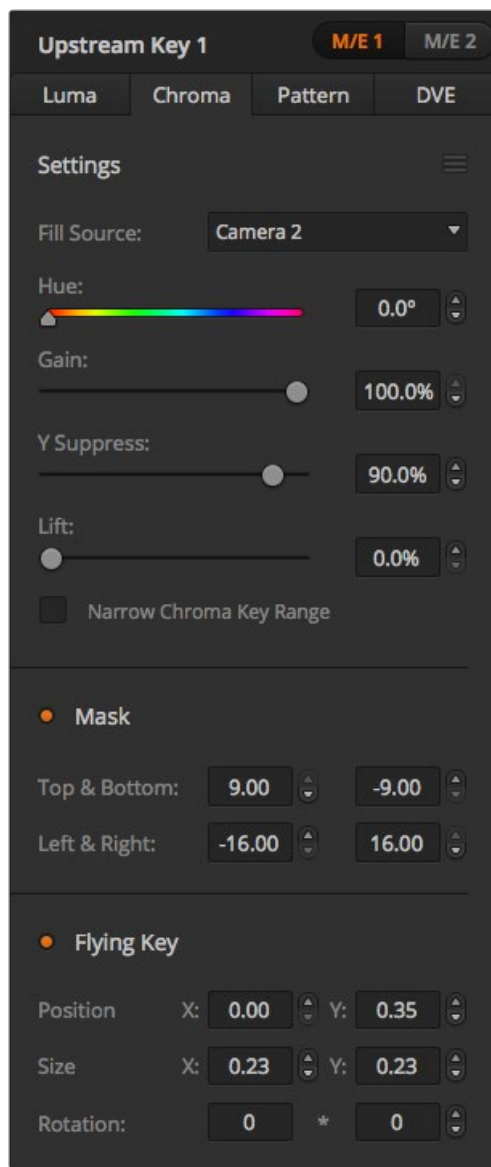 Upstream Key 1 M/E 1 M/E 2
Luma Chroma Pattern DVE
Settings
Fill Source: Camera 2
Hue:
0.0º
Gain:
100.0%
Y Suppress:
90.0%
Lift:
0.0%
Narrow Chroma Key Range
Mask
Top & Bottom: 9.00 -9.00
Left & Right: -16.00 16.00
Flying Key
Position X: 0.00 Y: 0.35
Size X: 0.23 Y: 0.23
Rotation: 0 * 0